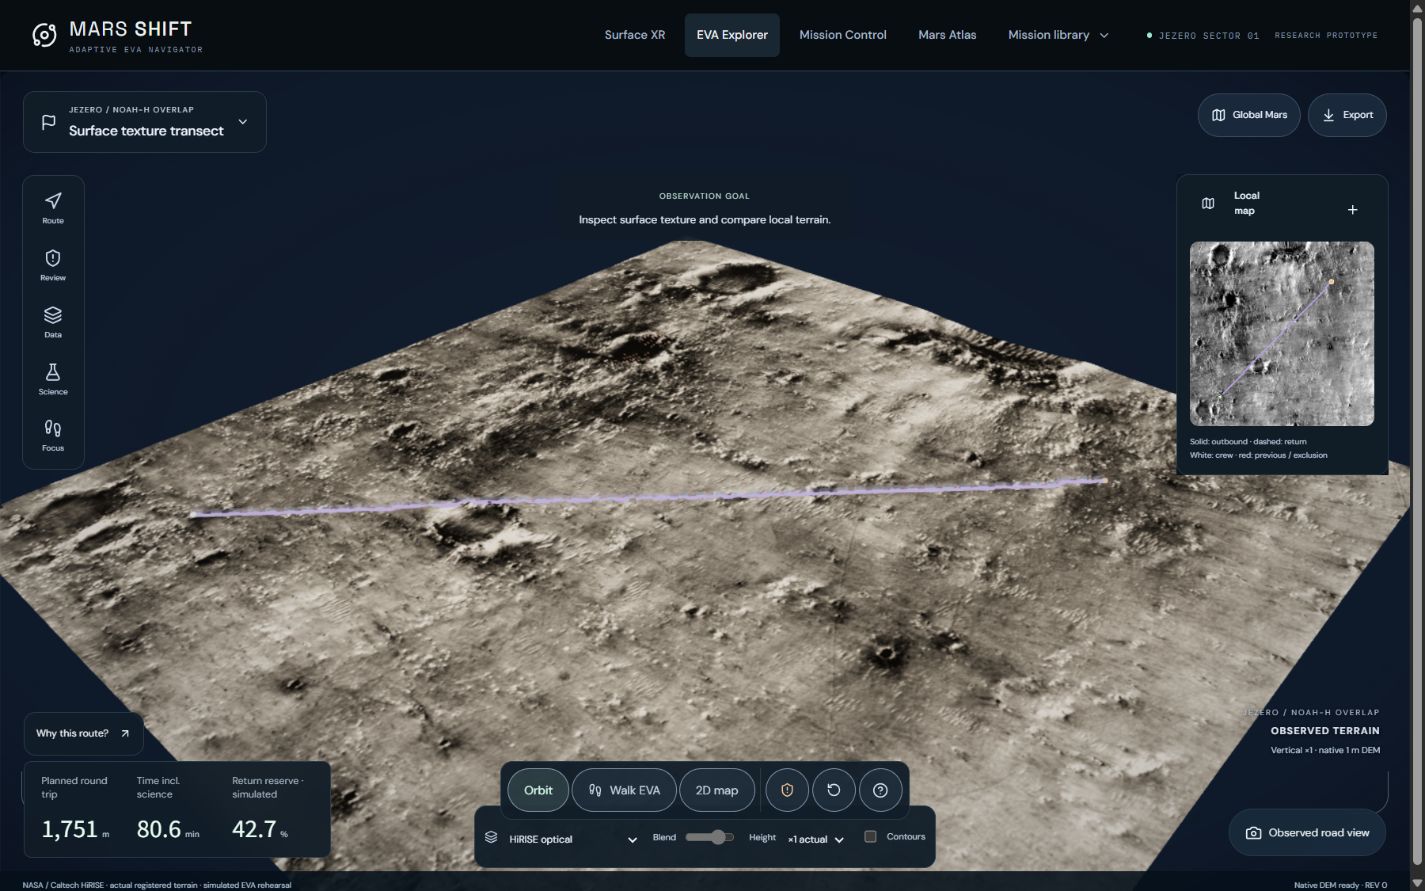 MARS SHIFT
ADAPTIVE EVA NAVIGATOR
Surface XR
EVA Explorer
Mission Control
Mars Atlas
Mission library
JEZERO SECTOR 01
RESEARCH PROTOTYPE
JEZERO / NOAH-H OVERLAP
Surface texture transect
Global Mars
Export
Route
Review
Data
Science
Focus
OBSERVATION GOAL
Inspect surface texture and compare local terrain.
Local
map
Solid: outbound · dashed: return
White: crew · red: previous / exclusion
Why this route?
Planned round
trip
1,751 m
Time incl.
science
80.6 min
Return reserve ·
simulated
42.7 %
Orbit
Walk EVA
2D map
HiRISE optical
Blend
Height
×1 actual
Contours
JEZERO / NOAH-H OVERLAP
OBSERVED TERRAIN
Vertical ×1 · native 1 m DEM
Observed road view
NASA / Caltech HiRISE · actual registered terrain · simulated EVA rehearsal
Native DEM ready · REV 0